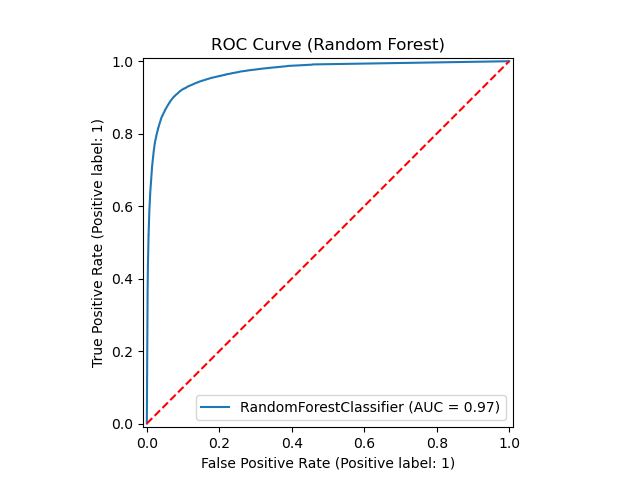 ROC Curve (Random Forest)
1.0
0.8
0.6
0.4
0.2
0.0
True Positive Rate (Positive label: 1)
RandomForestClassifier (AUC = 0.97)
0.0 0.2 0.4 0.6 0.8 1.0
False Positive Rate (Positive label: 1)